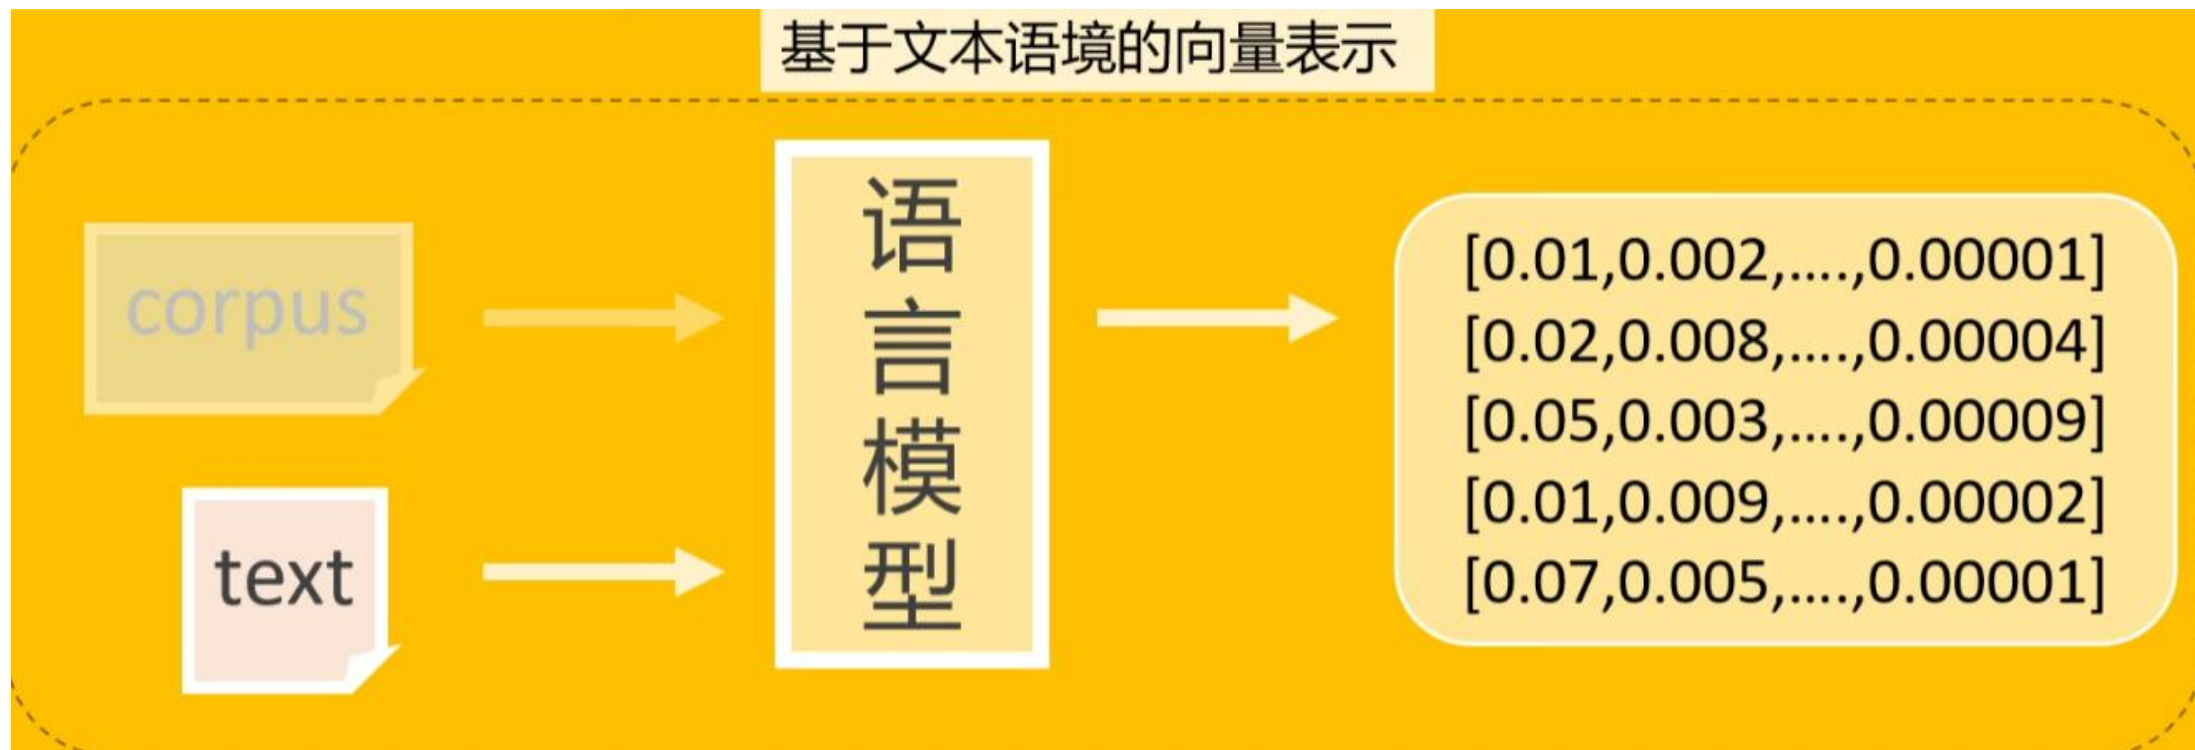 基于文本语境的向量表示
corpus
text
语
言
模
型
[0.01,0.002,....,0.00001]
[0.02,0.008,....,0.00004]
[0.05,0.003,....,0.00009]
[0.01,0.009,....,0.00002]
[0.07,0.005,....,0.00001]